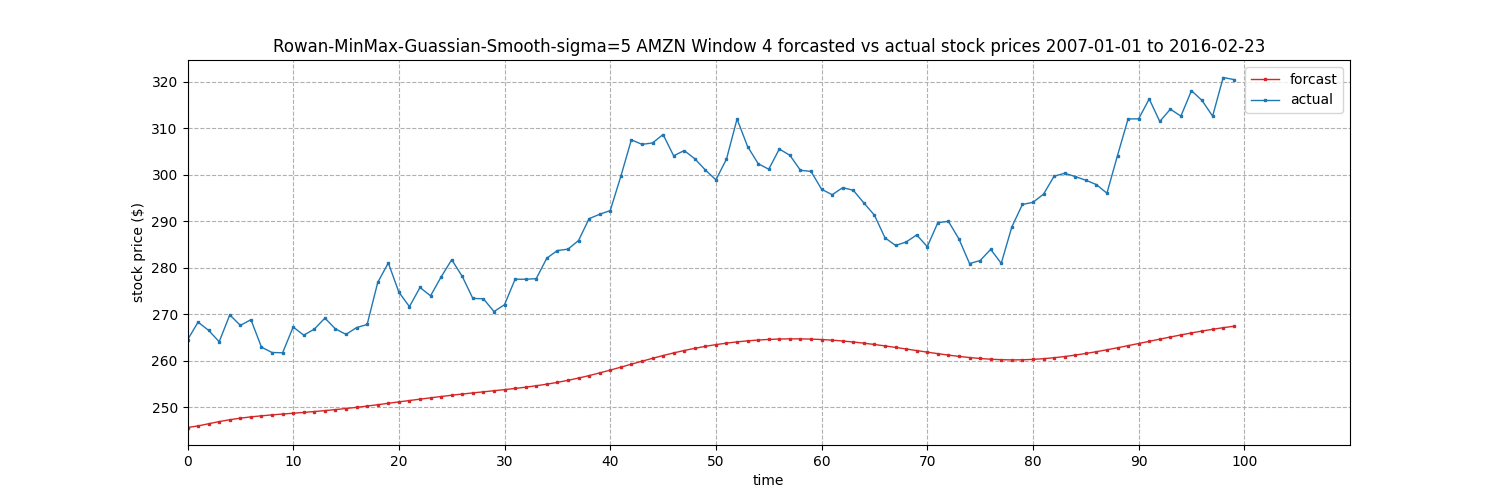 Rowan-MinMax-Guassian-Smooth-sigma=5 AMZN Window 4 forcasted vs actual stock prices 2007-01-01 to 2016-02-23
forcast
actual
stock price ($)
320
310
300
290
280
270
260
250
0 10 20 30 40 50 60 70 80 90 100
time